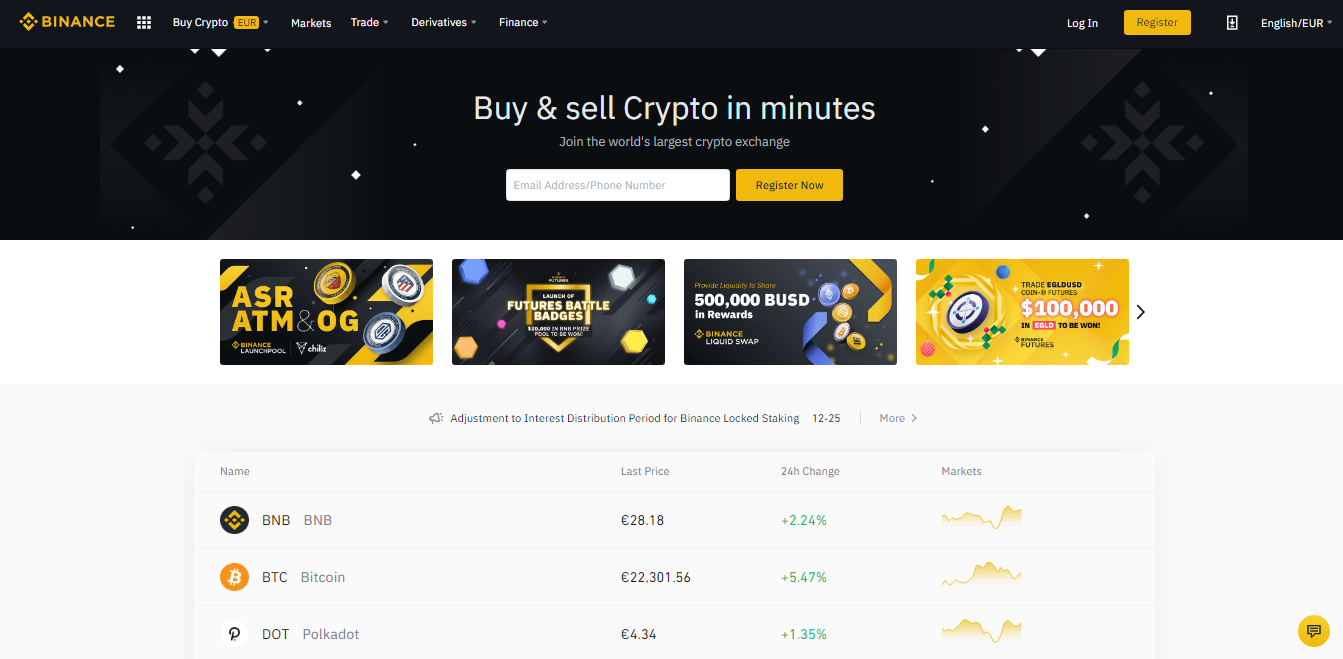 BINANCE
Buy Crypto EUR Markets Trade Derivatives Finance Log In Register English/EUR
Buy & sell Crypto in minutes
Join the world's largest crypto exchange
Email Address/Phone Number Register Now
ASR
ATM&OG
BINANCE
LAUNCHPOOL
chiliz
BINANCE
FUTURES
LAUNCH OF
FUTURES BATTLE
BADGES
$30,000 IN BNB PRIZE
POOL TO BE WON!
Provide Liquidity to Share
500,000 BUSD
in Rewards
BINANCE
LIQUID SWAP
TRADE EGLDUSD
COIN-Ⓜ FUTURES
$100,000
IN EGLD TO BE WON!
BINANCE
FUTURES
Adjustment to Interest Distribution Period for Binance Locked Staking 12-25 More
Name Last Price 24h Change Markets
BNB BNB €28.18 +2.24%
BTC Bitcoin €22,301.56 +5.47%
DOT Polkadot €4.34 +1.35%